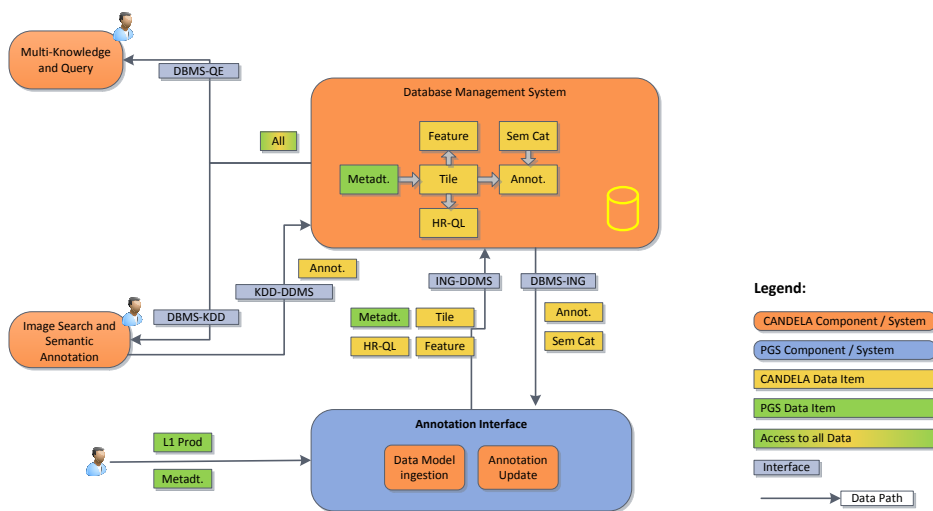 Multi-Knowledge
and Query
DBMS-QE
Database Management System
All
Feature
Sem Cat
Metadt.
Tile
Annot.
HR-QL
Annot.
KDD-DDMS
ING-DDMS
DBMS-ING
Image Search and
Semantic
Annotation
DBMS-KDD
Metadt.
Tile
HR-QL
Feature
Annot.
Sem Cat
Annotation Interface
L1 Prod
Metadt.
Data Model
ingestion
Annotation
Update
Legend:
CANDELA Component / System
PGS Component / System
CANDELA Data Item
PGS Data Item
Access to all Data
Interface
Data Path